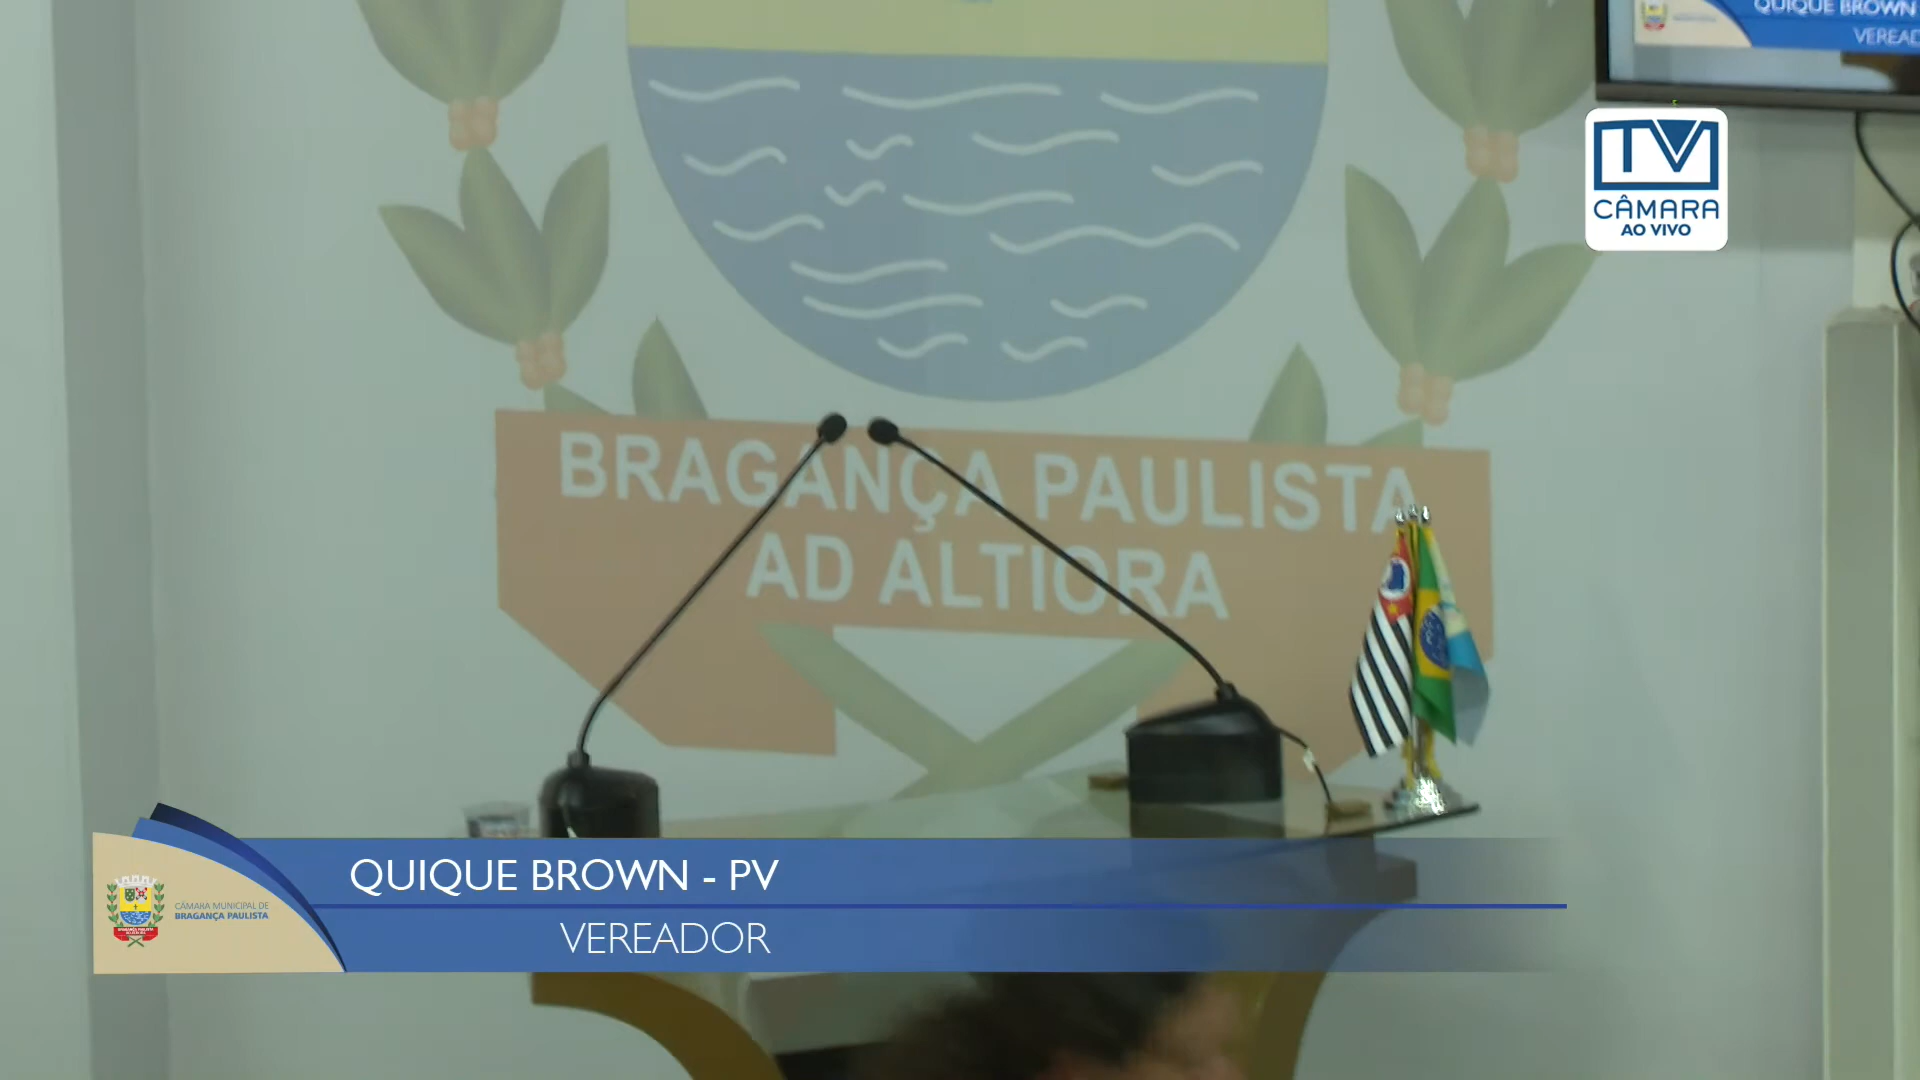 QUIQUE BROWN
VEREAD
TV
CÂMARA
AO VIVO
BRAGANÇA PAULISTA
AD ALTIORA
QUIQUE BROWN - PV
VEREADOR
CÂMARA MUNICIPAL DE
BRAGANÇA PAULISTA